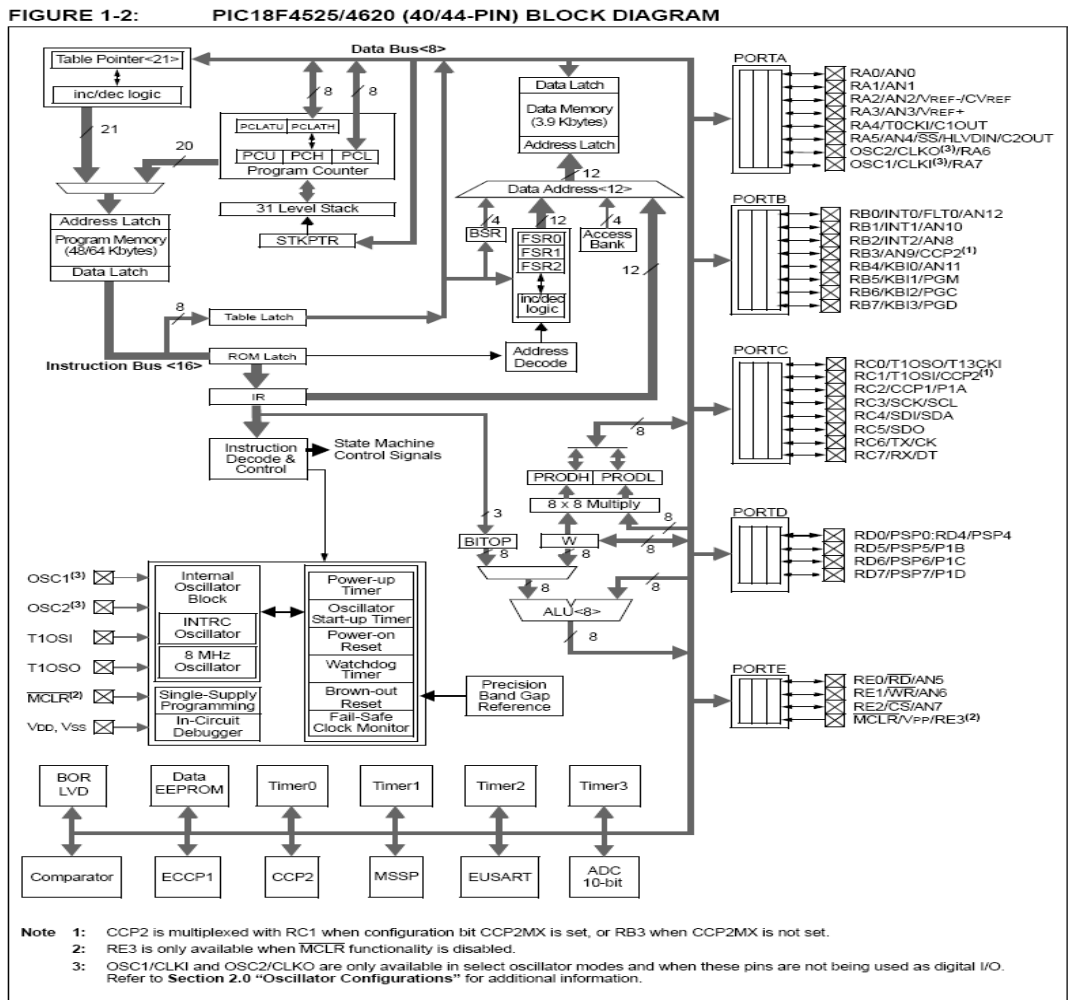 FIGURE 1-2: PIC18F4525/4620 (40/44-PIN) BLOCK DIAGRAM
Data Bus<8>
Table Pointer<21>
inc/dec logic
21
20
8
8
PCLATU PCLATH
PCU PCH PCL
Program Counter
31 Level Stack
STKPTR
Address Latch
Program Memory
(48/64 Kbytes)
Data Latch
8
Table Latch
Instruction Bus <16>
ROM Latch
IR
Data Latch
Data Memory
(3.9 Kbytes)
Address Latch
12
Data Address<12>
4
12
4
BSR
FSR0
FSR1
FSR2
inc/dec
logic
Access
Bank
12
Address
Decode
Instruction
Decode &
Control
State Machine
Control Signals
8
PRODH PRODL
8 x 8 Multiply
3
8
BITOP
W
8
8
8
8
8
ALU<8>
8
OSC1(3)
OSC2(3)
T1OSI
T1OSO
MCLR(2)
VDD, VSS
Internal
Oscillator
Block
INTRC
Oscillator
8 MHz
Oscillator
Single-Supply
Programming
In-Circuit
Debugger
Power-up
Timer
Oscillator
Start-up Timer
Power-on
Reset
Watchdog
Timer
Brown-out
Reset
Fail-Safe
Clock Monitor
Precision
Band Gap
Reference
PORTA
RA0/AN0
RA1/AN1
RA2/AN2/VREF-/CVREF
RA3/AN3/VREF+
RA4/T0CKI/C1OUT
RA5/AN4/SS/HLVDIN/C2OUT
OSC2/CLKO(3)/RA6
OSC1/CLKI(3)/RA7
PORTB
RB0/INT0/FLT0/AN12
RB1/INT1/AN10
RB2/INT2/AN8
RB3/AN9/CCP2(1)
RB4/KBI0/AN11
RB5/KBI1/PGM
RB6/KBI2/PGC
RB7/KBI3/PGD
PORTC
RC0/T1OSO/T13CKI
RC1/T1OSI/CCP2(1)
RC2/CCP1/P1A
RC3/SCK/SCL
RC4/SDI/SDA
RC5/SDO
RC6/TX/CK
RC7/RX/DT
PORTD
RD0/PSP0:RD4/PSP4
RD5/PSP5/P1B
RD6/PSP6/P1C
RD7/PSP7/P1D
PORTE
RE0/RD/AN5
RE1/WR/AN6
RE2/CS/AN7
MCLR/VPP/RE3(2)
BOR
LVD
Data
EEPROM
Timer0
Timer1
Timer2
Timer3
Comparator
ECCP1
CCP2
MSSP
EUSART
ADC
10-bit
Note 1: CCP2 is multiplexed with RC1 when configuration bit CCP2MX is set, or RB3 when CCP2MX is not set.
2: RE3 is only available when MCLR functionality is disabled.
3: OSC1/CLKI and OSC2/CLKO are only available in select oscillator modes and when these pins are not being used as digital I/O.
Refer to Section 2.0 “Oscillator Configurations” for additional information.